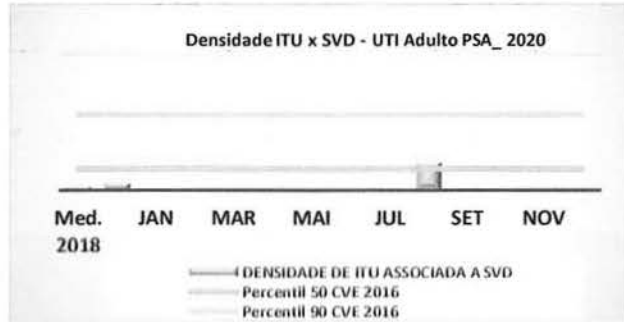 Densidade ITU x SVD - UTI Adulto PSA_ 2020
Med. 2018 JAN MAR MAI JUL SET NOV
DENSIDADE DE ITU ASSOCIADA A SVD
Percentil 50 CVE 2016
Percentil 90 CVE 2016